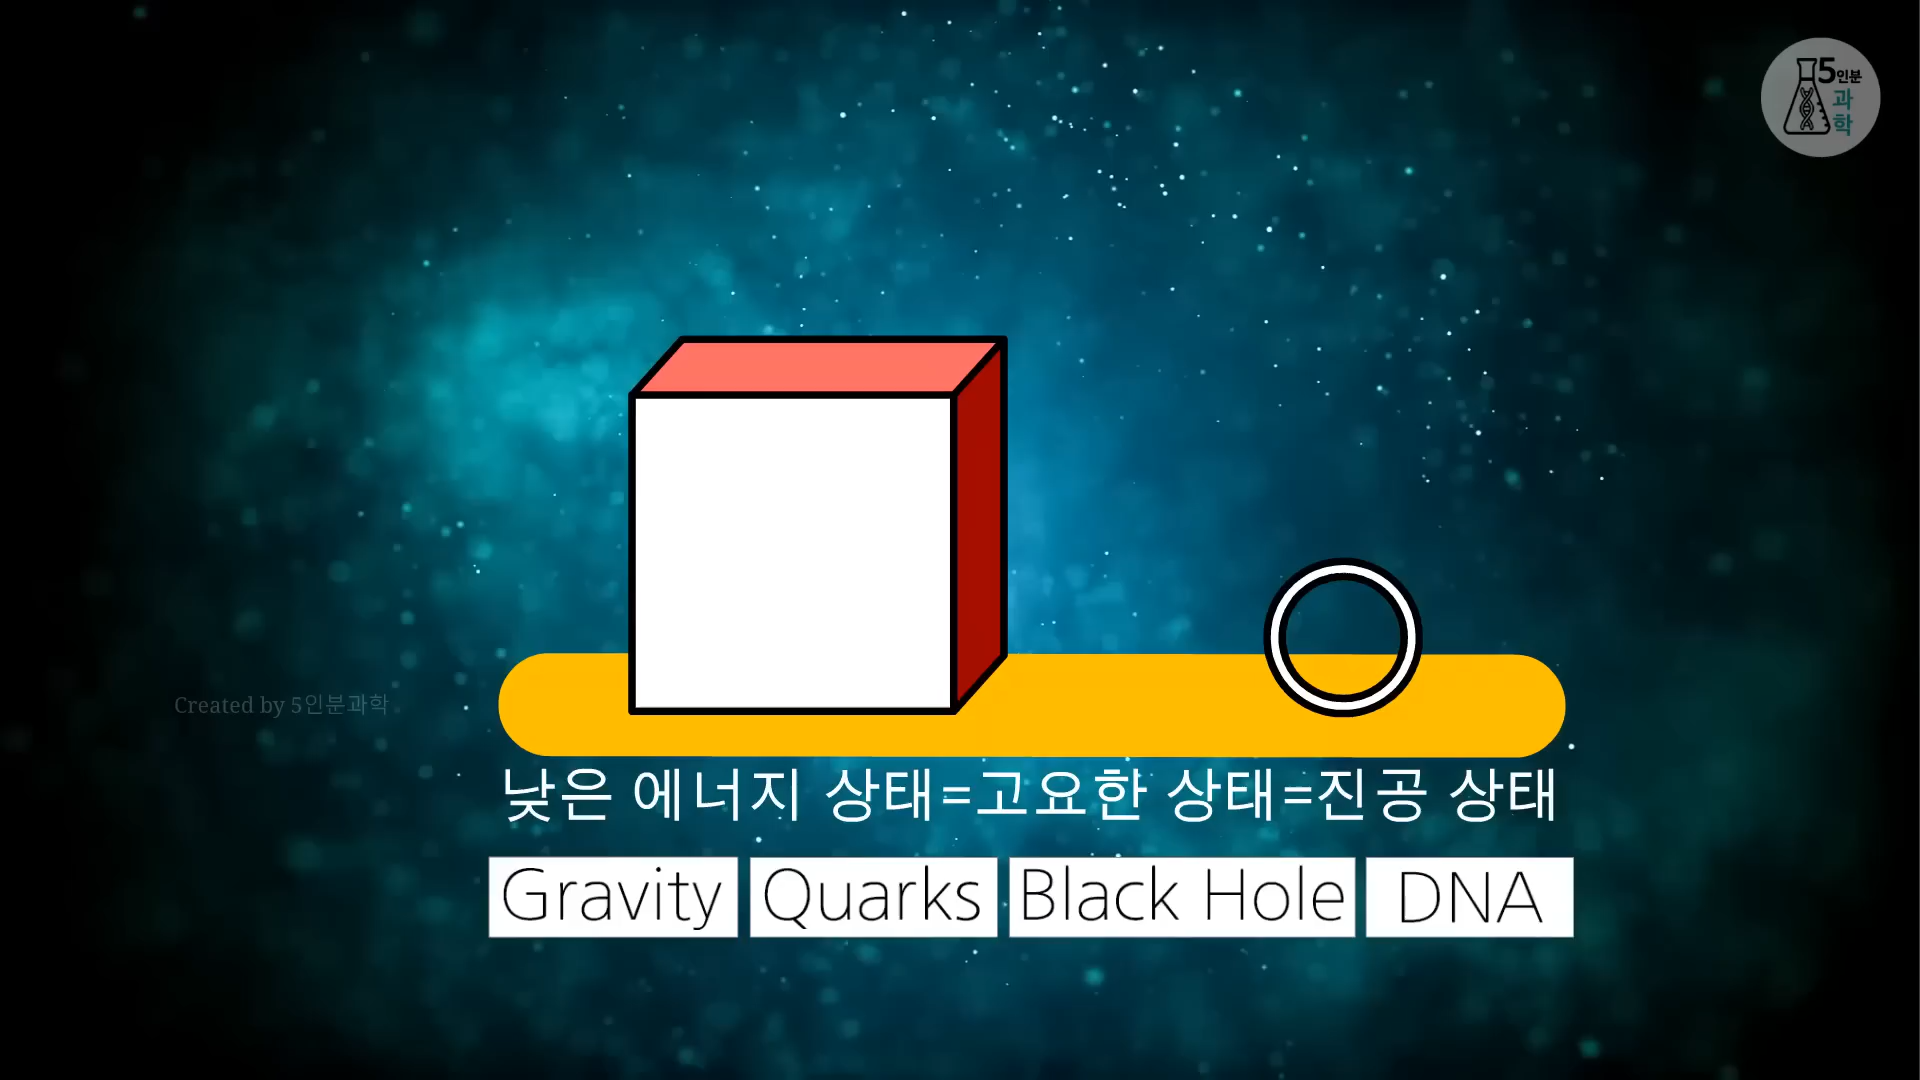 5인분
과
학
Created by 5인분과학
낮은 에너지 상태=고요한 상태=진공 상태
Gravity Quarks Black Hole DNA